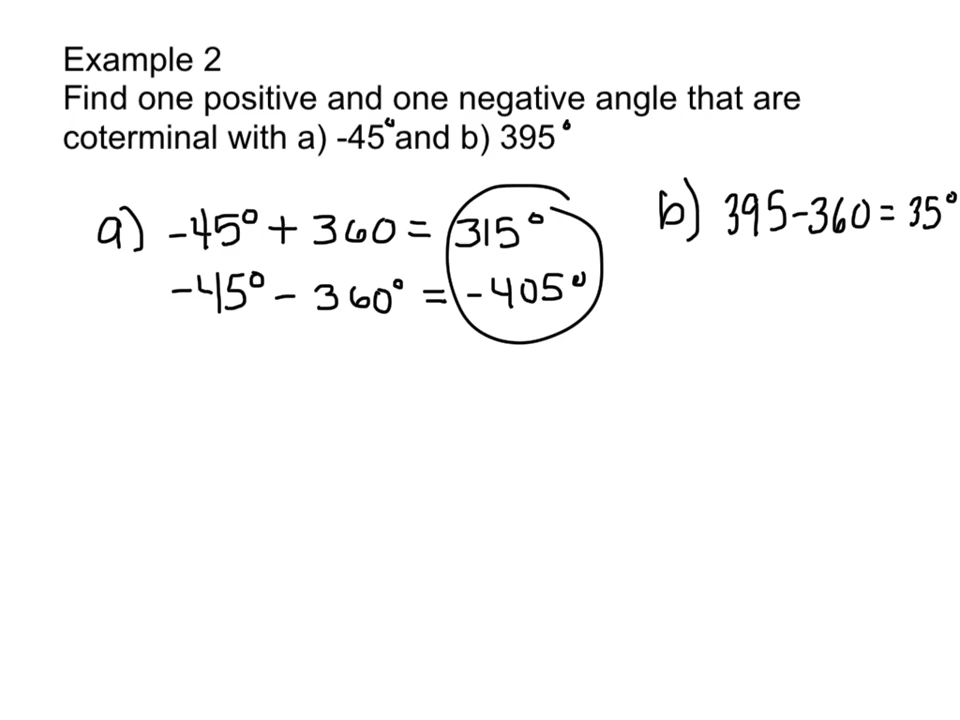 Example 2
Find one positive and one negative angle that are
coterminal with a) -45° and b) 395°
a) -45° + 360 = 315°
-45° - 360° = -405°
b) 395-360 = 35°